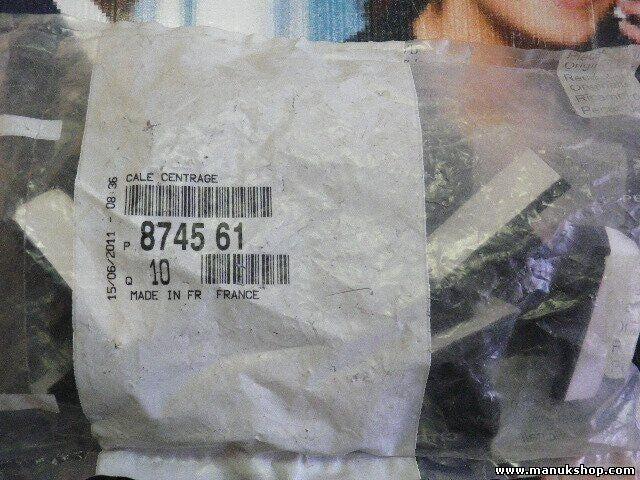 CALE CENTRAGE
P 8745 61
Q 10
MADE IN FR FRANCE
15/06/2011 - 08.36
www.manukshop.com